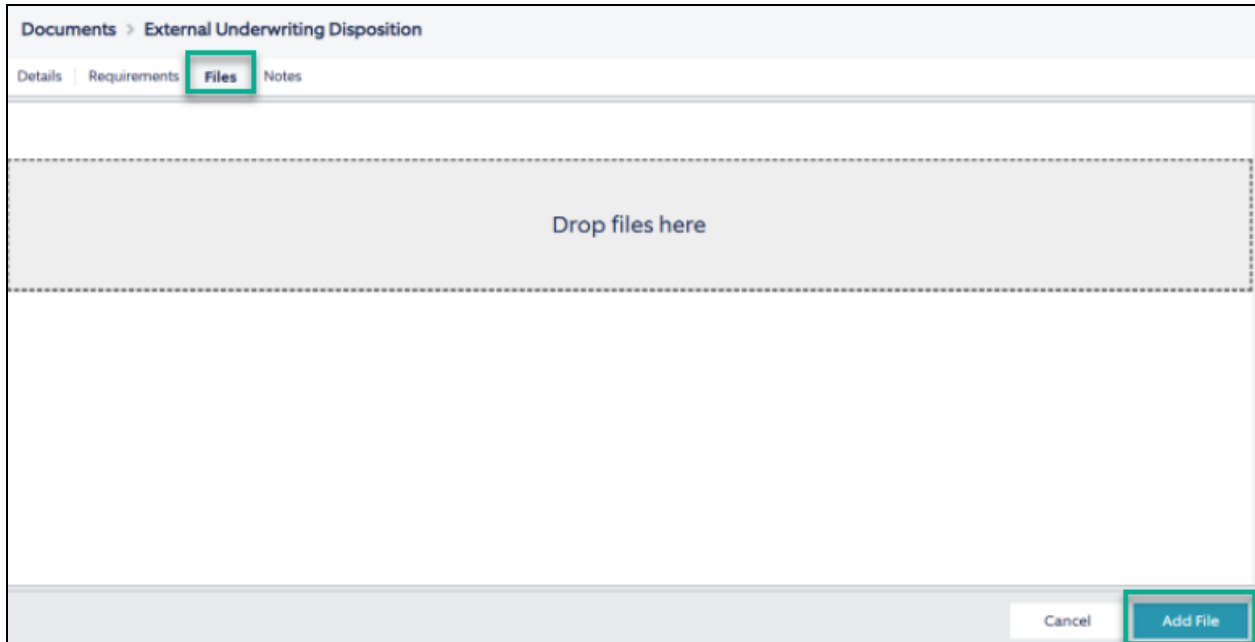 Documents > External Underwriting Disposition
Details | Requirements Files Notes
Drop files here
Cancel Add File